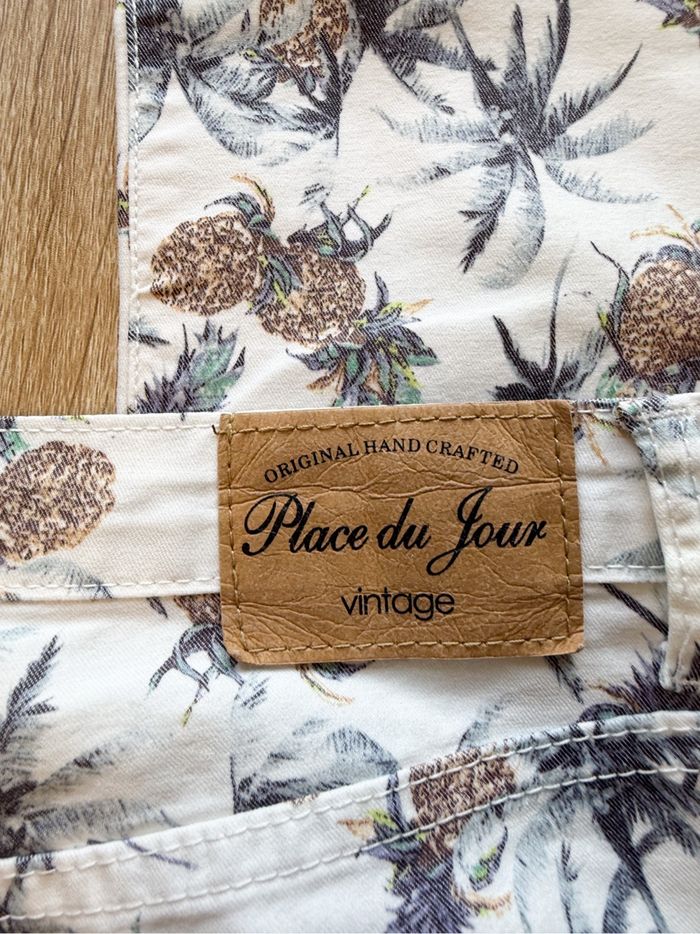 ORIGINAL HAND CRAFTED
Place du Jour
vintage